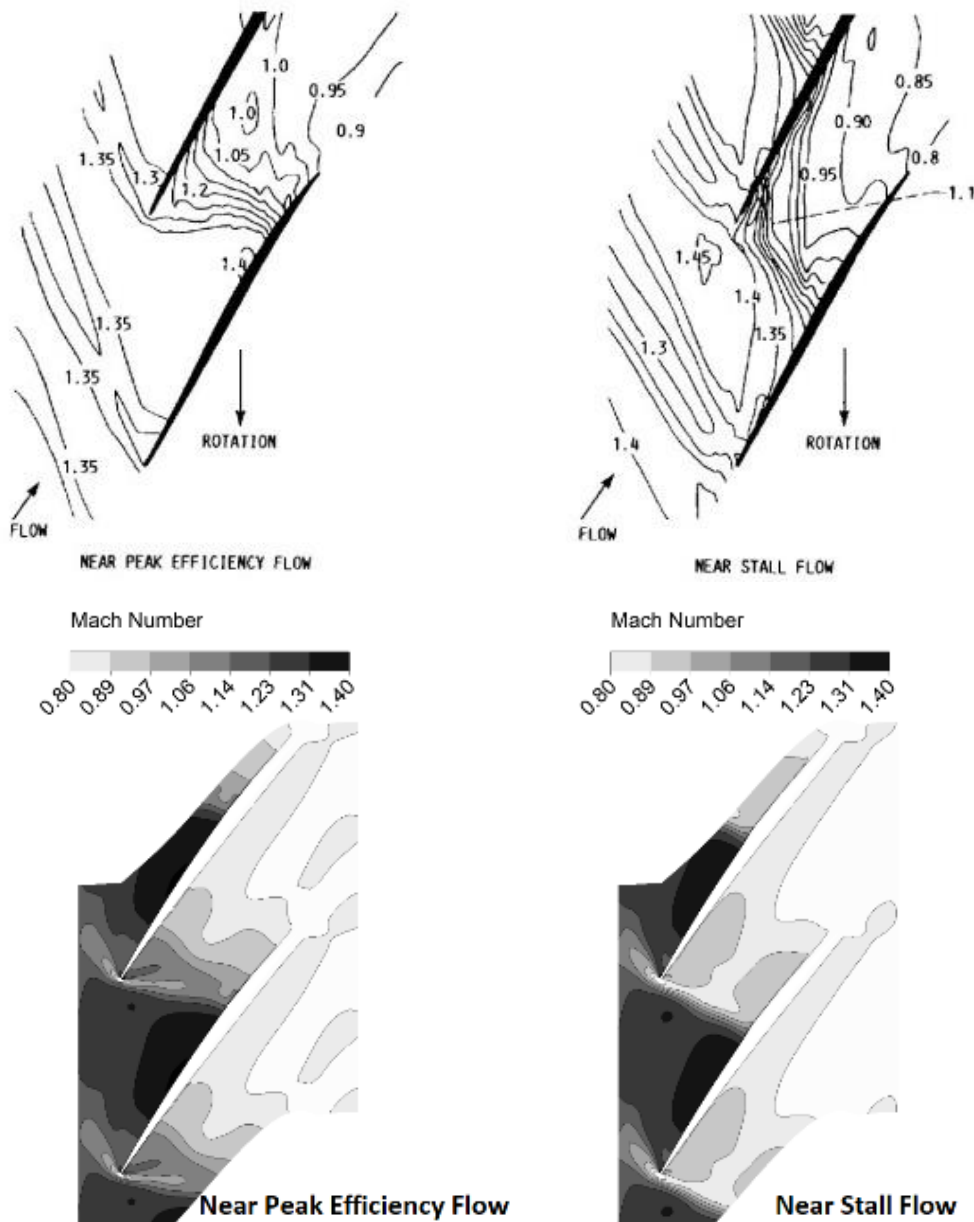 1.0
0.95
1.0
0.9
1.35
1.05
1.3
1.2
1.4
1.35
1.35
ROTATION
1.35
FLOW
NEAR PEAK EFFICIENCY FLOW
0.85
0.90
0.8
0.95
1.1
1.45
1.4
1.35
1.3
1.4
ROTATION
FLOW
NEAR STALL FLOW
Mach Number
0.80 0.89 0.97 1.06 1.14 1.23 1.31 1.40
Mach Number
0.80 0.89 0.97 1.06 1.14 1.23 1.31 1.40
Near Peak Efficiency Flow
Near Stall Flow